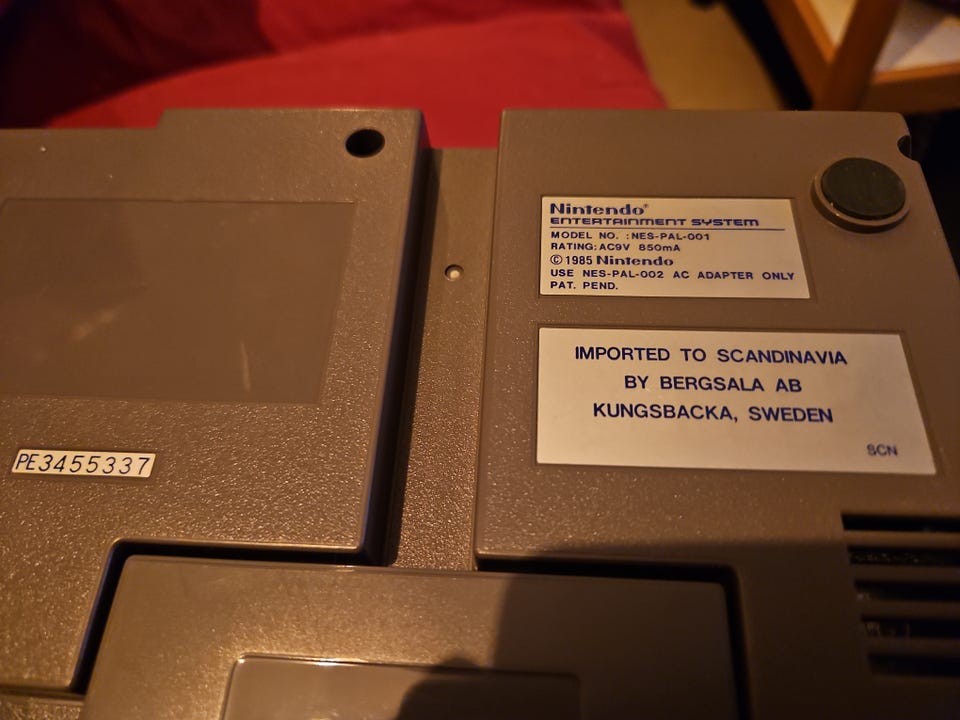 Nintendo®
ENTERTAINMENT SYSTEM
MODEL NO. :NES-PAL-001
RATING:AC9V 850mA
© 1985 Nintendo
USE NES-PAL-002 AC ADAPTER ONLY
PAT. PEND.
IMPORTED TO SCANDINAVIA
BY BERGSALA AB
KUNGSBACKA, SWEDEN
SCN
PE3455337